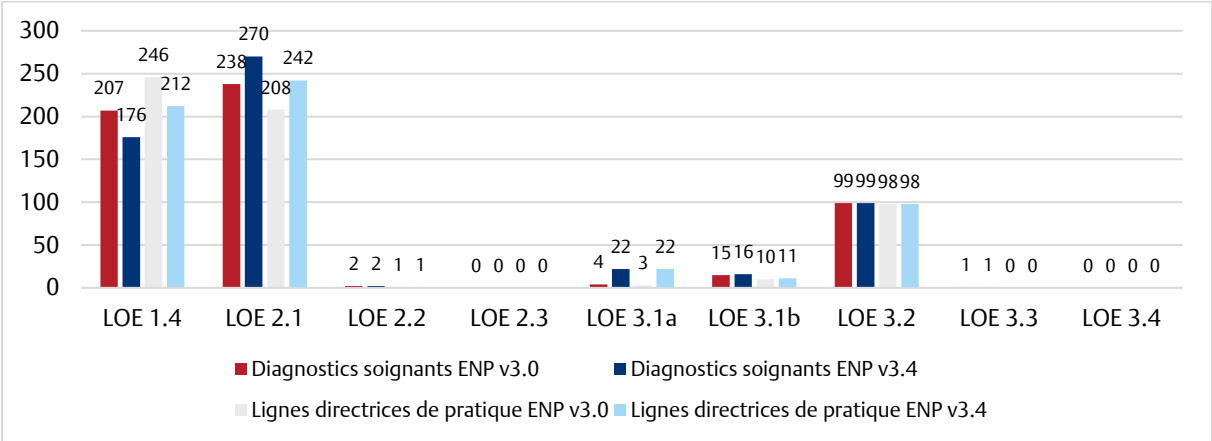 300
250
200
150
100
50
0
207 176 246 212
238 270 208 242
2 2 1 1
0 0 0 0
4 22 3 22
15 16 10 11
99 99 98 98
1 1 0 0
0 0 0 0
LOE 1.4 LOE 2.1 LOE 2.2 LOE 2.3 LOE 3.1a LOE 3.1b LOE 3.2 LOE 3.3 LOE 3.4
Diagnostics soignants ENP v3.0 Diagnostics soignants ENP v3.4
Lignes directrices de pratique ENP v3.0 Lignes directrices de pratique ENP v3.4